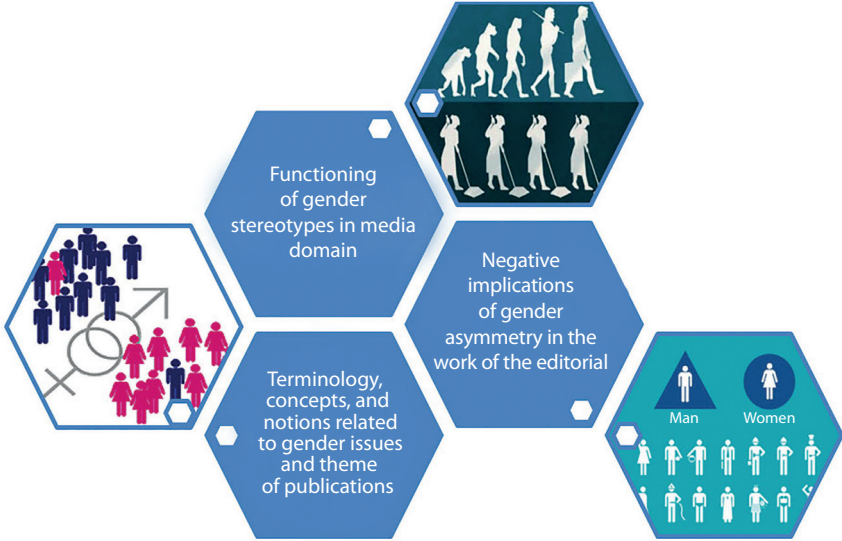 Functioning
of gender
stereotypes in media
domain
Negative
implications
of gender
asymmetry in the
work of the editorial
Terminology,
concepts, and
notions related
to gender issues
and theme
of publications
Man
Women